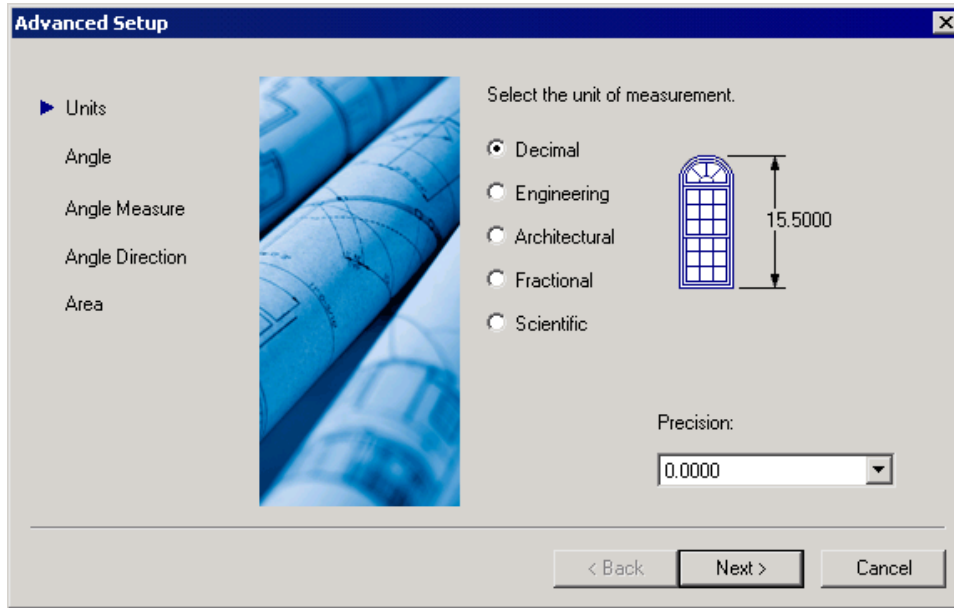 Advanced Setup
Units
Angle
Angle Measure
Angle Direction
Area
Select the unit of measurement.
Decimal
Engineering
Architectural
Fractional
Scientific
15.5000
Precision:
0.0000
< Back
Next >
Cancel